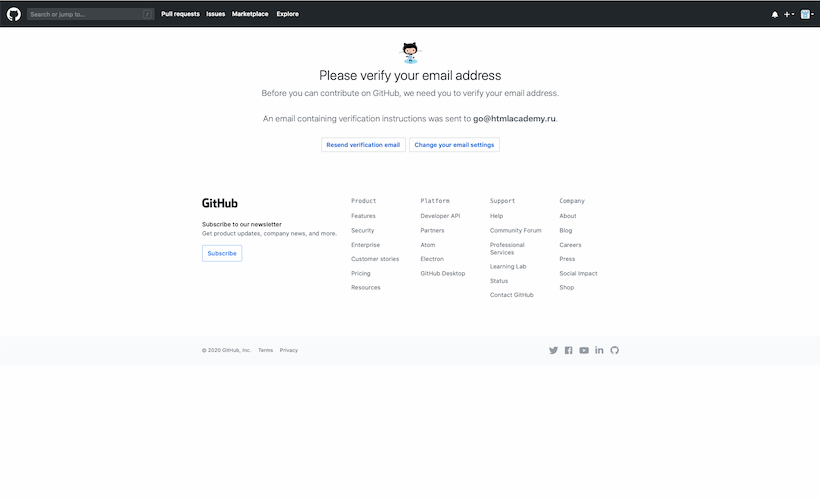 Search or jump to... /
Pull requests Issues Marketplace Explore
Please verify your email address
Before you can contribute on GitHub, we need you to verify your email address.
An email containing verification instructions was sent to go@htmlacademy.ru.
Resend verification email Change your email settings
GitHub
Subscribe to our newsletter
Get product updates, company news, and more.
Subscribe
Product
Features
Security
Enterprise
Customer stories
Pricing
Resources
Platform
Developer API
Partners
Atom
Electron
GitHub Desktop
Support
Help
Community Forum
Professional
Services
Learning Lab
Status
Contact GitHub
Company
About
Blog
Careers
Press
Social Impact
Shop
© 2020 GitHub, Inc. Terms Privacy